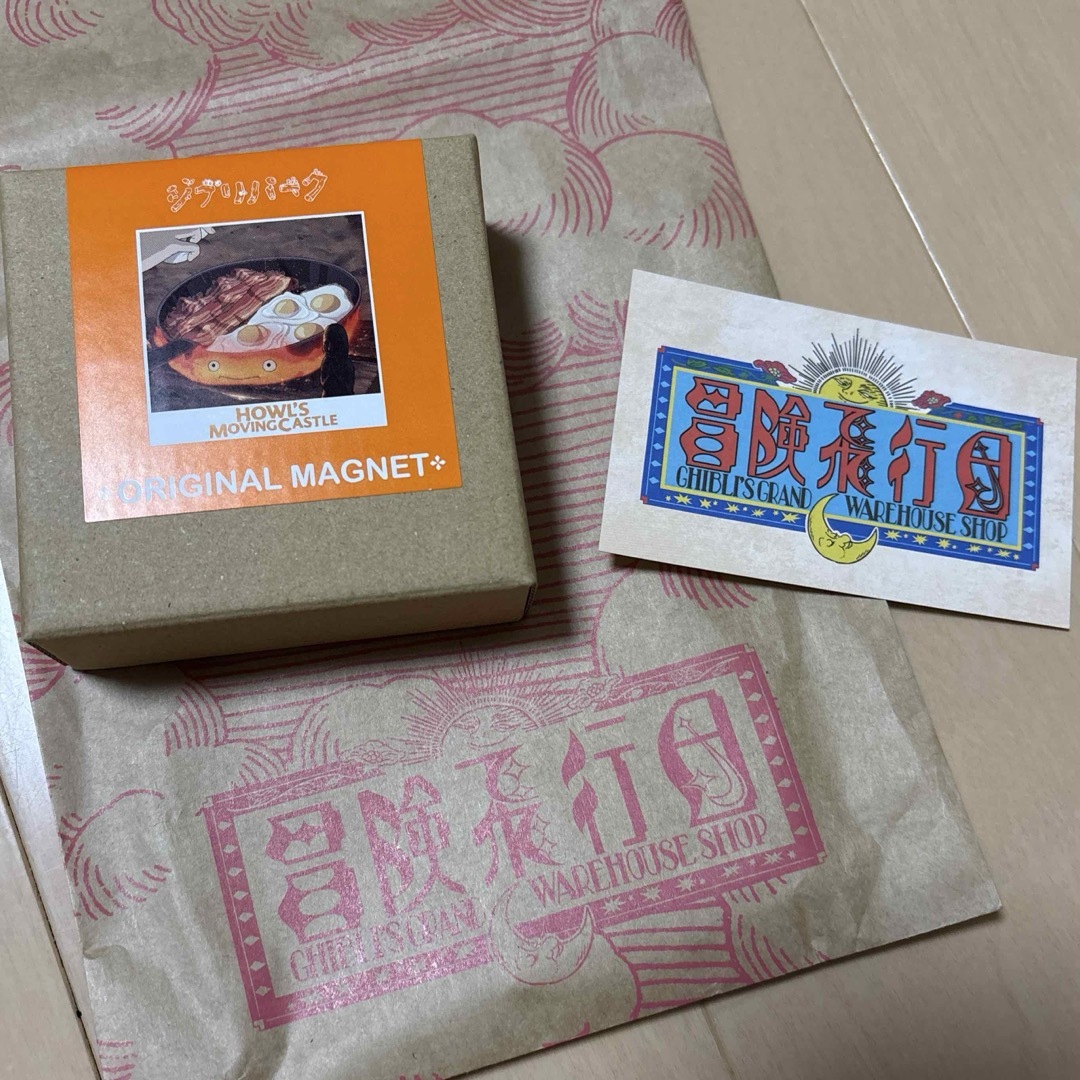 ジブリパーク
HOWL'S
MOVING CASTLE
ORIGINAL MAGNET
冒険飛行団
GHIBLI'S GRAND WAREHOUSE SHOP
冒険飛行団
GHIBLI'S GRAND WAREHOUSE SHOP